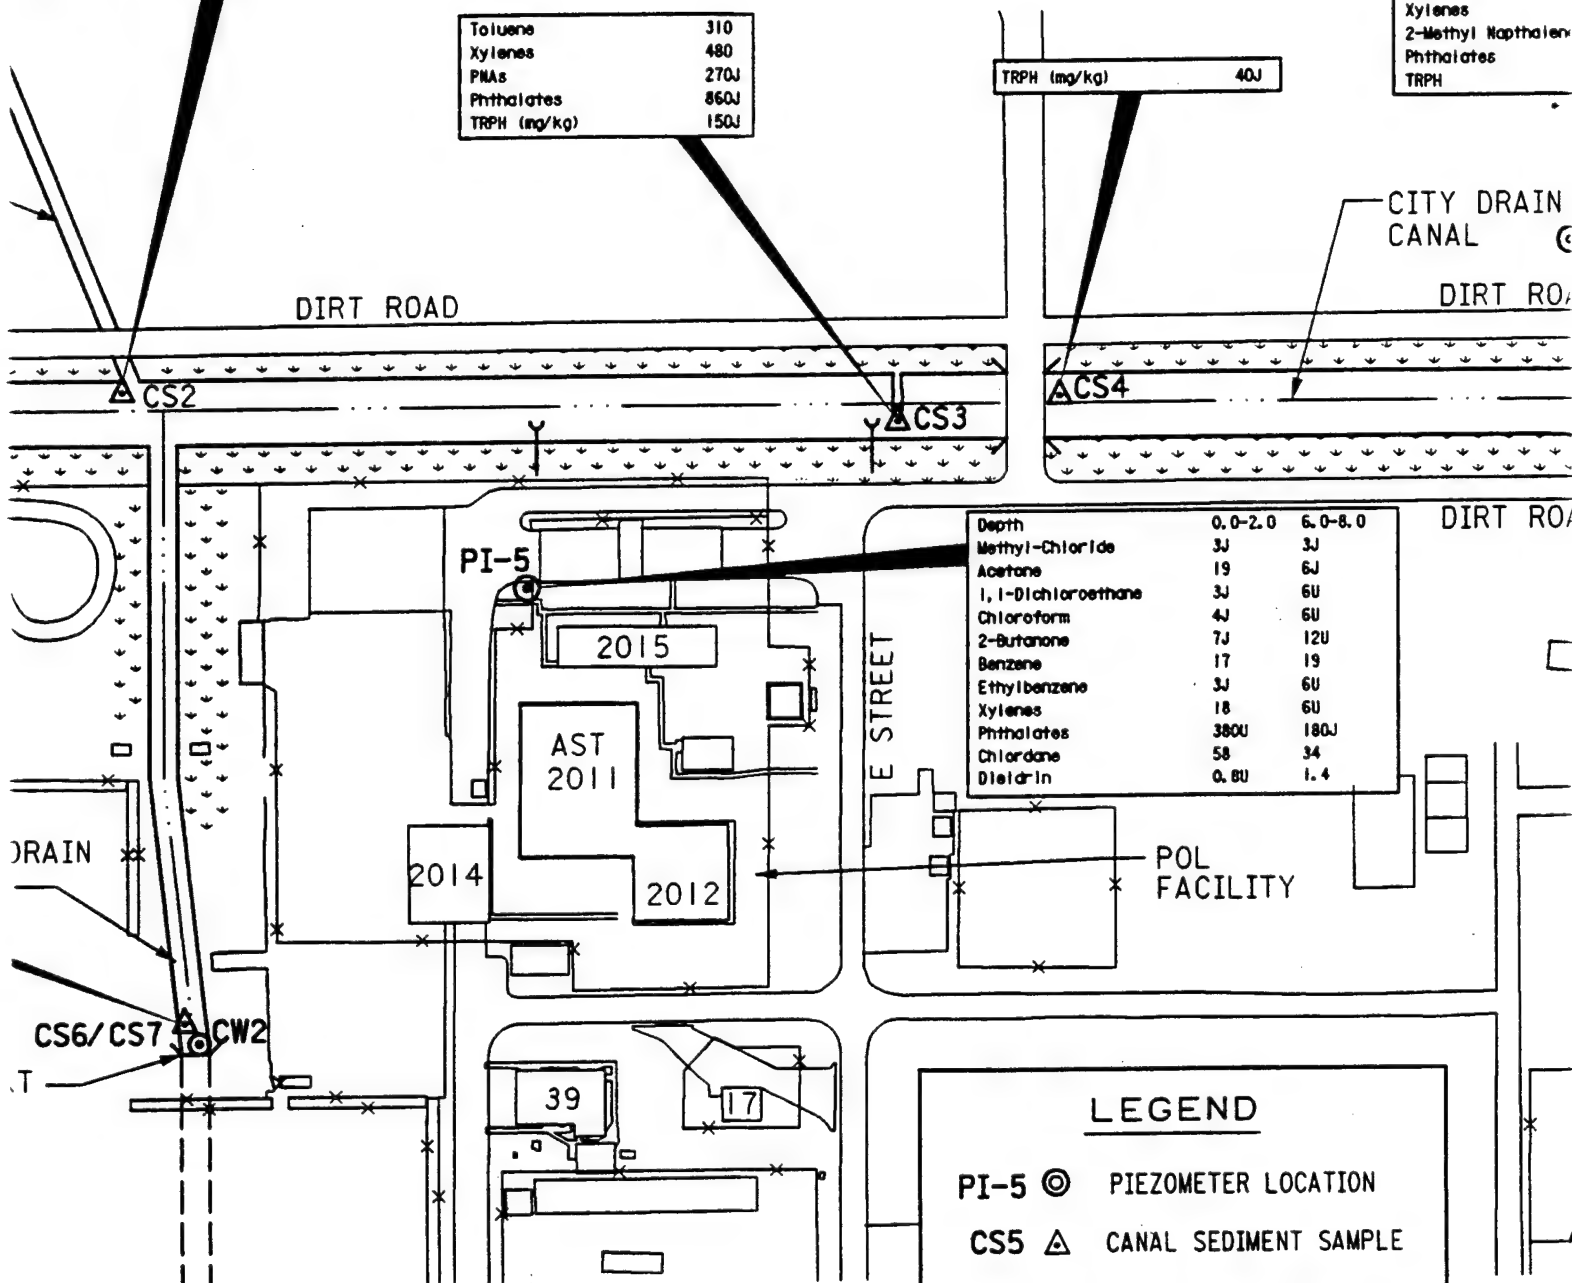 Toluene 310
Xylenes 480
PNAs 270J
Phthalates 860J
TRPH (mg/kg) 150J
TRPH (mg/kg) 40J
Xylenes
2-Methyl Napthalen
Phthalates
TRPH
CITY DRAIN
CANAL
DIRT ROAD
DIRT ROA
CS2
CS3
CS4
DIRT ROA
Depth 0.0-2.0 6.0-8.0
Methyl-Chloride 3J 3J
Acetone 19 6J
1,1-Dichloroethane 3J 6U
Chloroform 4J 6U
2-Butanone 7J 12U
Benzene 17 19
Ethylbenzene 3J 6U
Xylenes 18 6U
Phthalates 380U 180J
Chlordane 58 34
Dieldrin 0.8U 1.4
PI-5
2015
E STREET
AST
2011
2014
2012
POL
FACILITY
DRAIN
CS6/CS7
CW2
T
39
17
LEGEND
PI-5 PIEZOMETER LOCATION
CS5 CANAL SEDIMENT SAMPLE